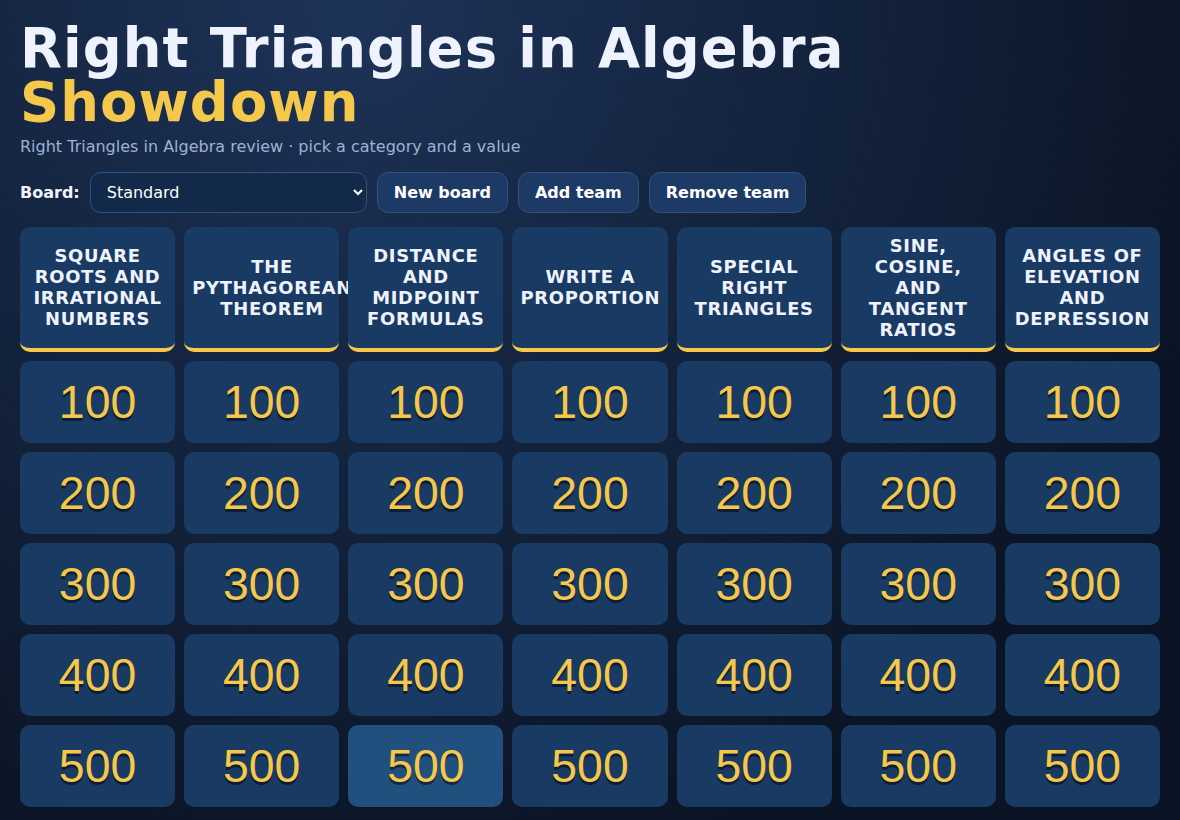 Right Triangles in Algebra
Showdown
Right Triangles in Algebra review · pick a category and a value
Board: Standard New board Add team Remove team
SQUARE
ROOTS AND
IRRATIONAL
NUMBERS
THE
PYTHAGOREAN
THEOREM
DISTANCE
AND
MIDPOINT
FORMULAS
WRITE A
PROPORTION
SPECIAL
RIGHT
TRIANGLES
SINE,
COSINE,
AND
TANGENT
RATIOS
ANGLES OF
ELEVATION
AND
DEPRESSION
100 100 100 100 100 100 100
200 200 200 200 200 200 200
300 300 300 300 300 300 300
400 400 400 400 400 400 400
500 500 500 500 500 500 500